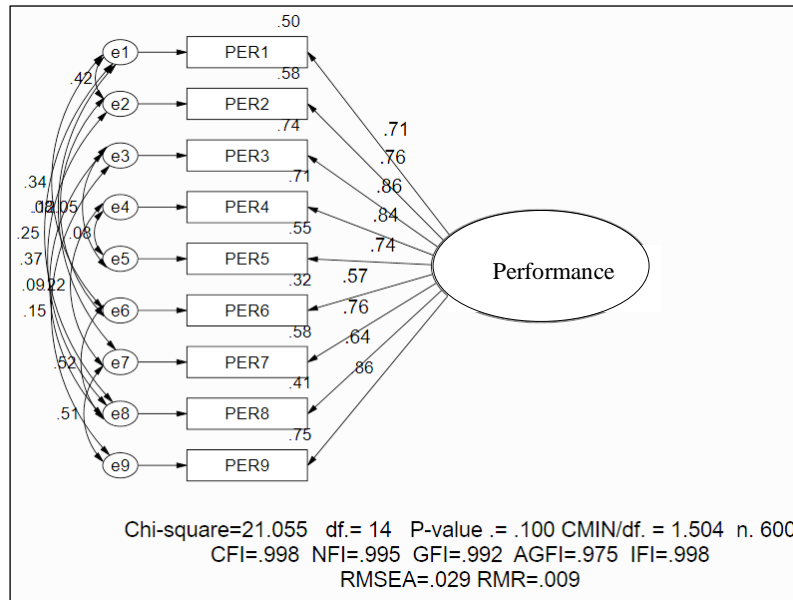 .50
e1 PER1
.58
.42
e2 PER2
.71
.74
.76
e3 PER3
.71
.86
.34
e4 PER4
.84
.05
.25 .08
.55
.74
e5 PER5
.37
.32
.57
.09 .22
e6 PER6
.76
.15
.58
.64
e7 PER7
.52
.41
86
.51 e8 PER8
.75
e9 PER9
Performance
Chi-square=21.055 df.= 14 P-value .= .100 CMIN/df. = 1.504 n. 600
CFI=.998 NFI=.995 GFI=.992 AGFI=.975 IFI=.998
RMSEA=.029 RMR=.009